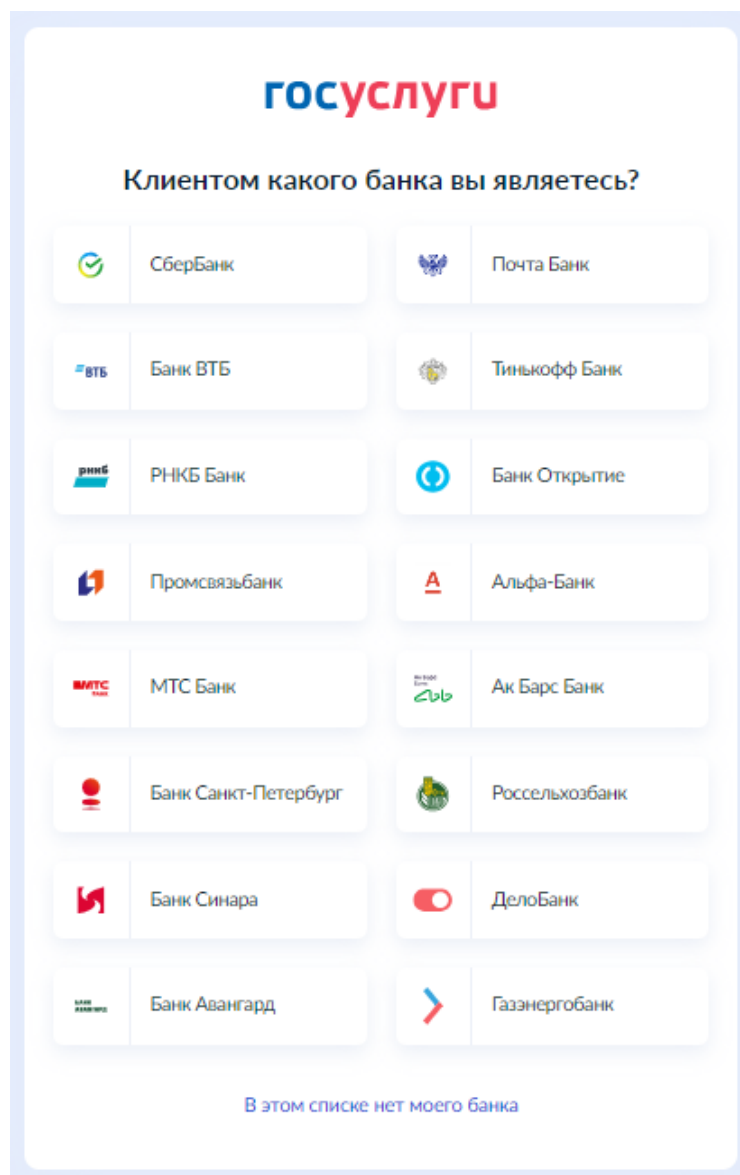 госуслуги
Клиентом какого банка вы являетесь?
СберБанк
Почта Банк
ВТБ
Банк ВТБ
Тинькофф Банк
рнкб
РНКБ Банк
Банк Открытие
Промсвязьбанк
А
Альфа-Банк
МТС
МТС Банк
Ак Барс Банк
Банк Санкт-Петербург
Россельхозбанк
Банк Синара
ДелоБанк
Банк Авангард
Газэнергобанк
В этом списке нет моего банка